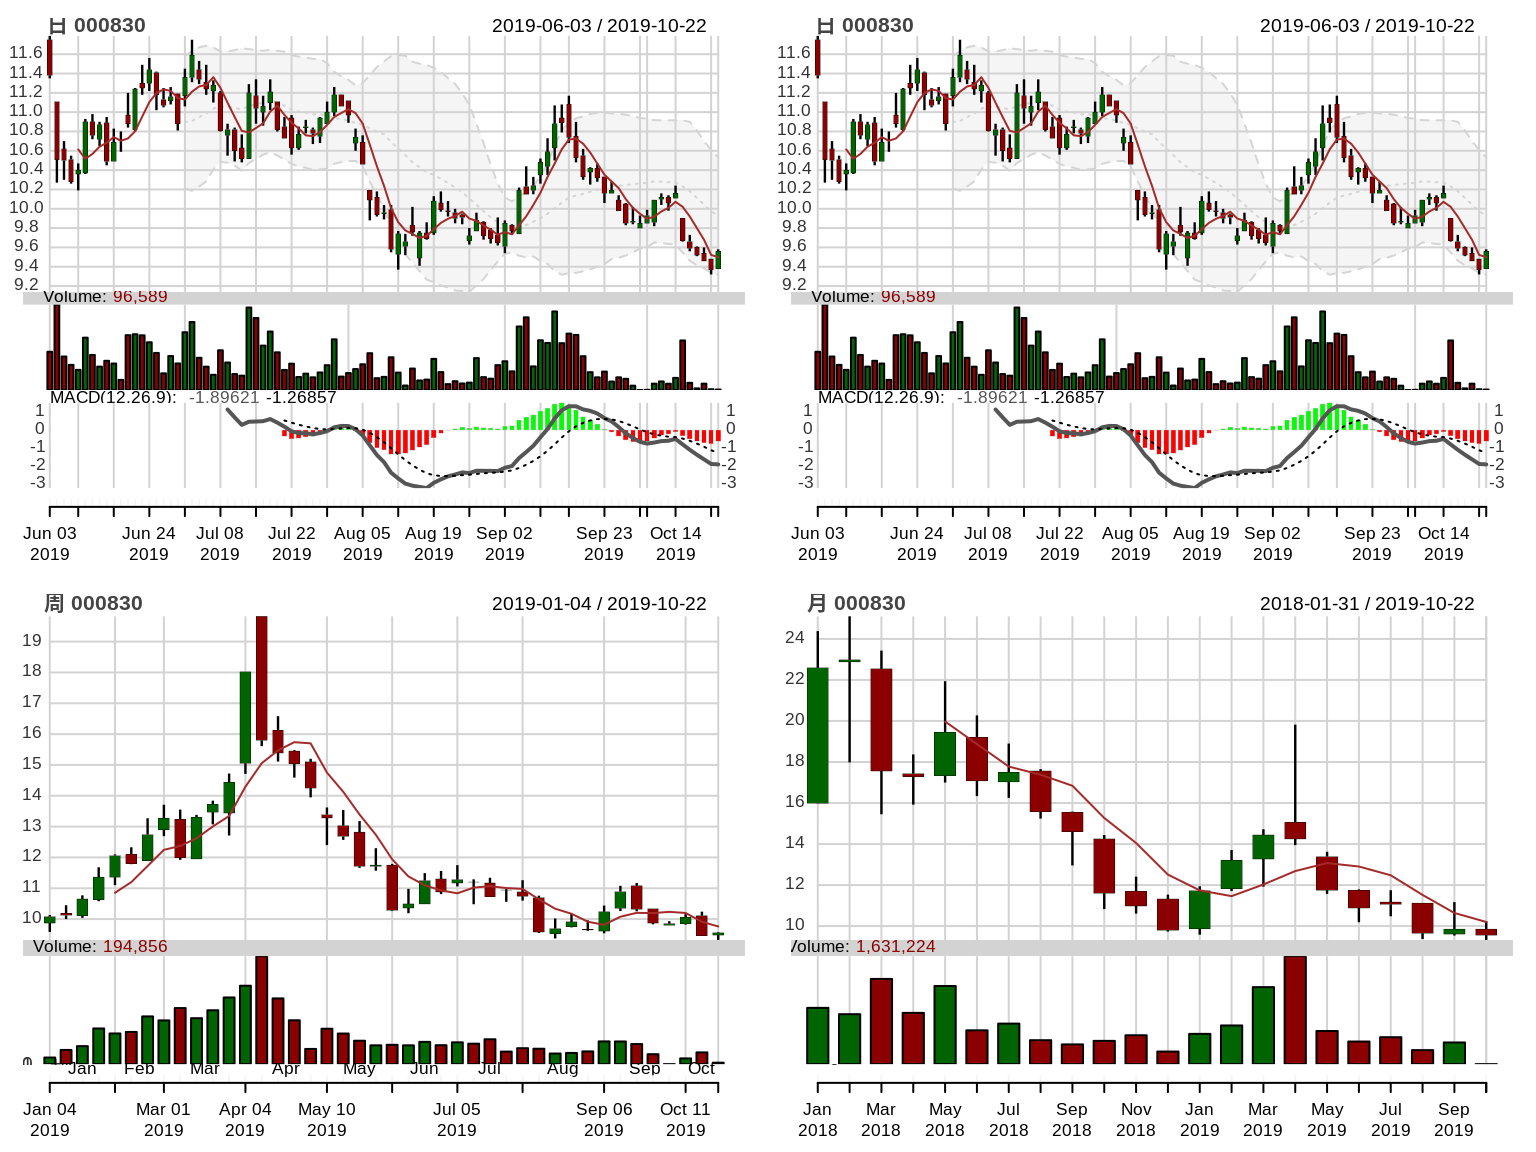 日 000830
2019-06-03 / 2019-10-22
11.6
11.4
11.2
11.0
10.8
10.6
10.4
10.2
10.0
9.8
9.6
9.4
9.2
Volume: 96,589
MACD(12,26,9): -1.89621 -1.26857
1 1
0 0
-1 -1
-2
-3 -3
Jun 03 Jun 24 Jul 08 Jul 22 Aug 05 Aug 19 Sep 02 Sep 23 Oct 14
2019 2019 2019 2019 2019 2019 2019 2019 2019
日 000830
2019-06-03 / 2019-10-22
11.6
11.4
11.2
11.0
10.8
10.6
10.4
10.2
10.0
9.8
9.6
9.4
9.2
Volume: 96,589
MACD(12,26,9): -1.89621 -1.26857
1 1
0 0
-1 -1
-2
-3 -3
Jun 03 Jun 24 Jul 08 Jul 22 Aug 05 Aug 19 Sep 02 Sep 23 Oct 14
2019 2019 2019 2019 2019 2019 2019 2019 2019
周 000830
2019-01-04 / 2019-10-22
19
18
17
16
15
14
13
12
11
10
Volume: 194,856
Jan Feb Mar Apr May Jun Jul Aug Sep Oct
Jan 04 Mar 01 Apr 04 May 10 Jul 05 Sep 06 Oct 11
2019 2019 2019 2019 2019 2019 2019
月 000830
2018-01-31 / 2019-10-22
24
22
20
18
16
14
12
10
Volume: 1,631,224
Jan Mar May Jul Sep Nov Jan Mar May Jul Sep
2018 2018 2018 2018 2018 2018 2019 2019 2019 2019 2019